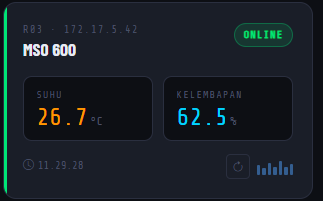 R03 · 172.17.5.42
ONLINE
MSO 600
SUHU
26.7 °C
KELEMBAPAN
62.5 %
11.29.28